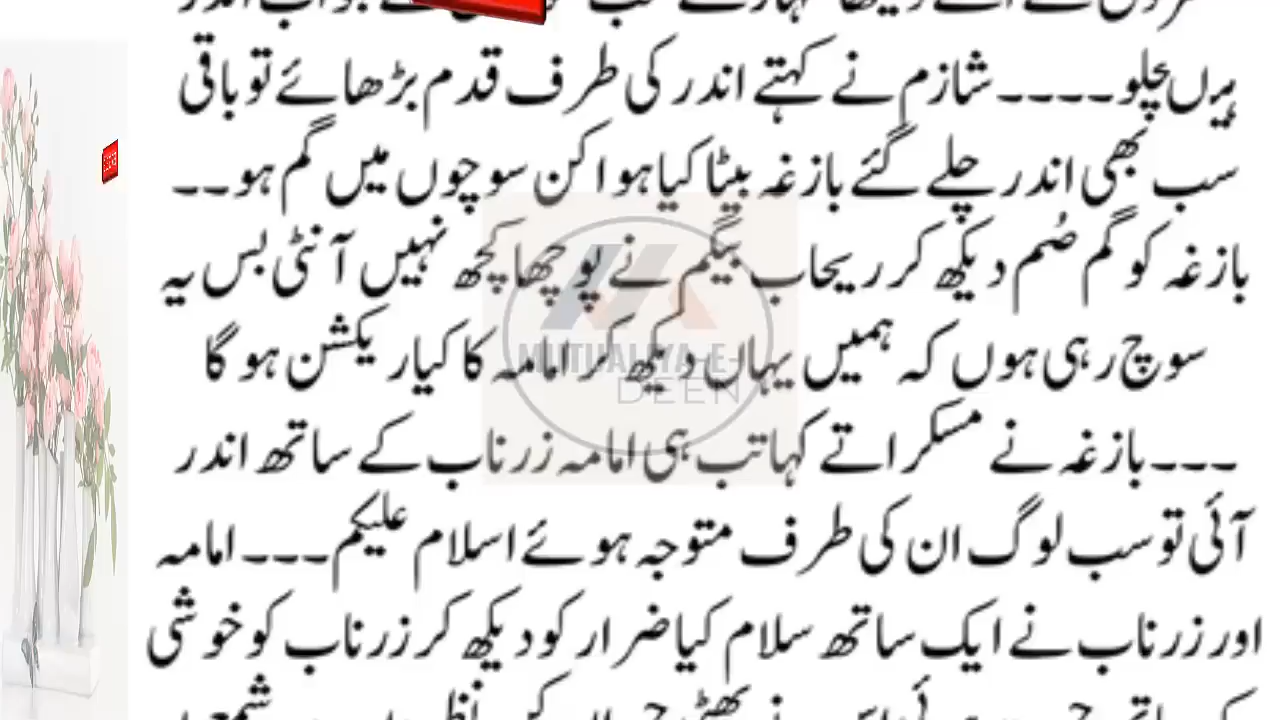 ہیں چلو۔۔۔۔ شازم نے کہتے اندر کی طرف قدم بڑھائے تو باقی
سب بھی اندر چلے گئے بازغہ بیٹا کیا ہوا کن سوچوں میں گم ہو۔۔
بازغہ کو گم صُم دیکھ کر ریحاب بیگم نے پوچھا کچھ نہیں آنٹی بس یہ
سوچ رہی ہوں کہ ہمیں یہاں دیکھ کر امامہ کا کیا ریکشن ہو گا
۔۔۔بازغہ نے مسکراتے کہا تب ہی امامہ زرناب کے ساتھ اندر
آئی تو سب لوگ ان کی طرف متوجہ ہوئے اسلام علیکم۔۔۔ امامہ
اور زرناب نے ایک ساتھ سلام کیا ضرار کو دیکھ کر زرناب کو خوشی
MUTUALIYA-E-
DEEN